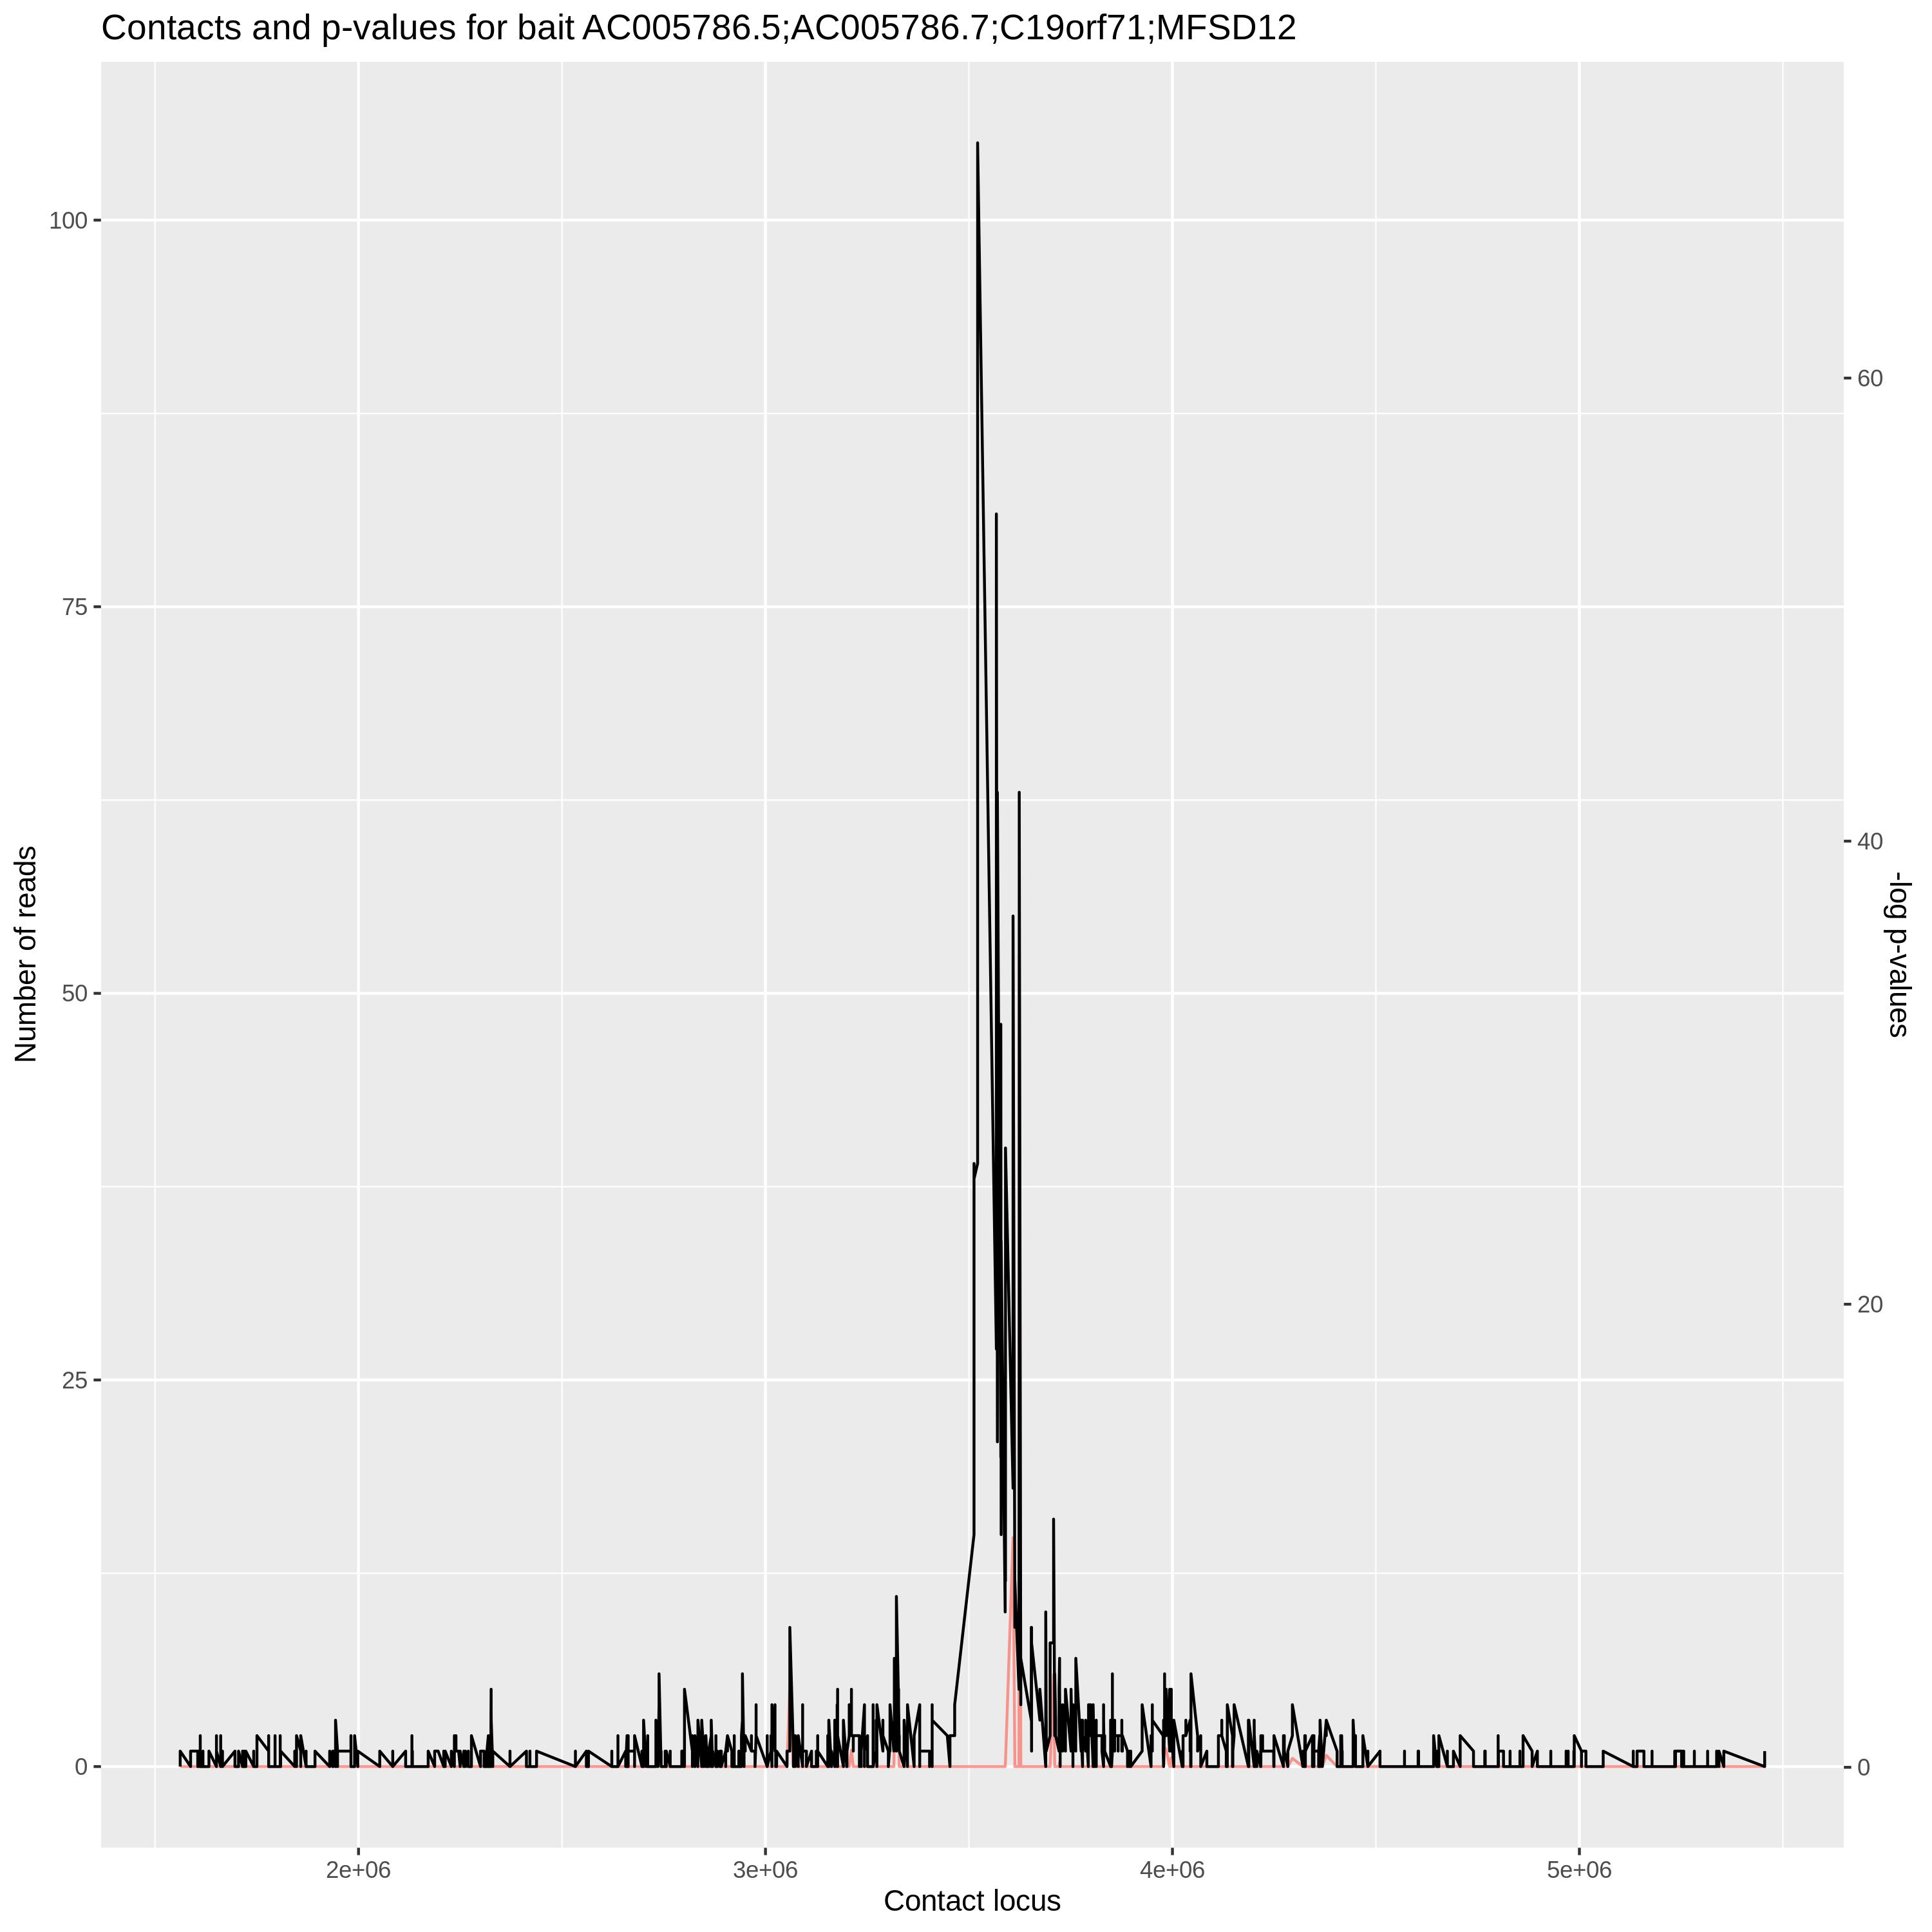 Contacts and p-values for bait AC005786.5;AC005786.7;C19orf71;MFSD12
100
75
50
25
0
Number of reads
60
40
20
0
-log p-values
2e+06
3e+06
4e+06
5e+06
Contact locus